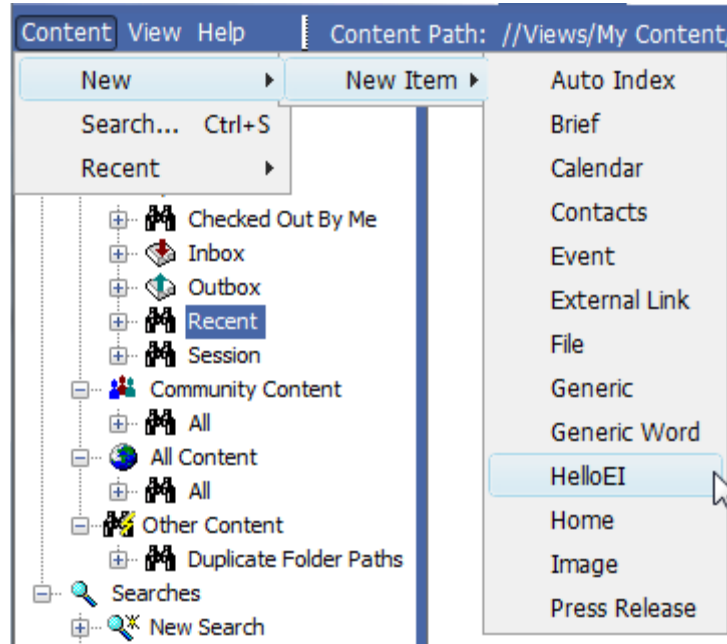 Content View Help Content Path: //Views/My Content
New
Search... Ctrl+S
Recent
New Item
Auto Index
Brief
Calendar
Contacts
Event
External Link
File
Generic
Generic Word
HelloEI
Home
Image
Press Release
Checked Out By Me
Inbox
Outbox
Recent
Session
Community Content
All
All Content
All
Other Content
Duplicate Folder Paths
Searches
New Search